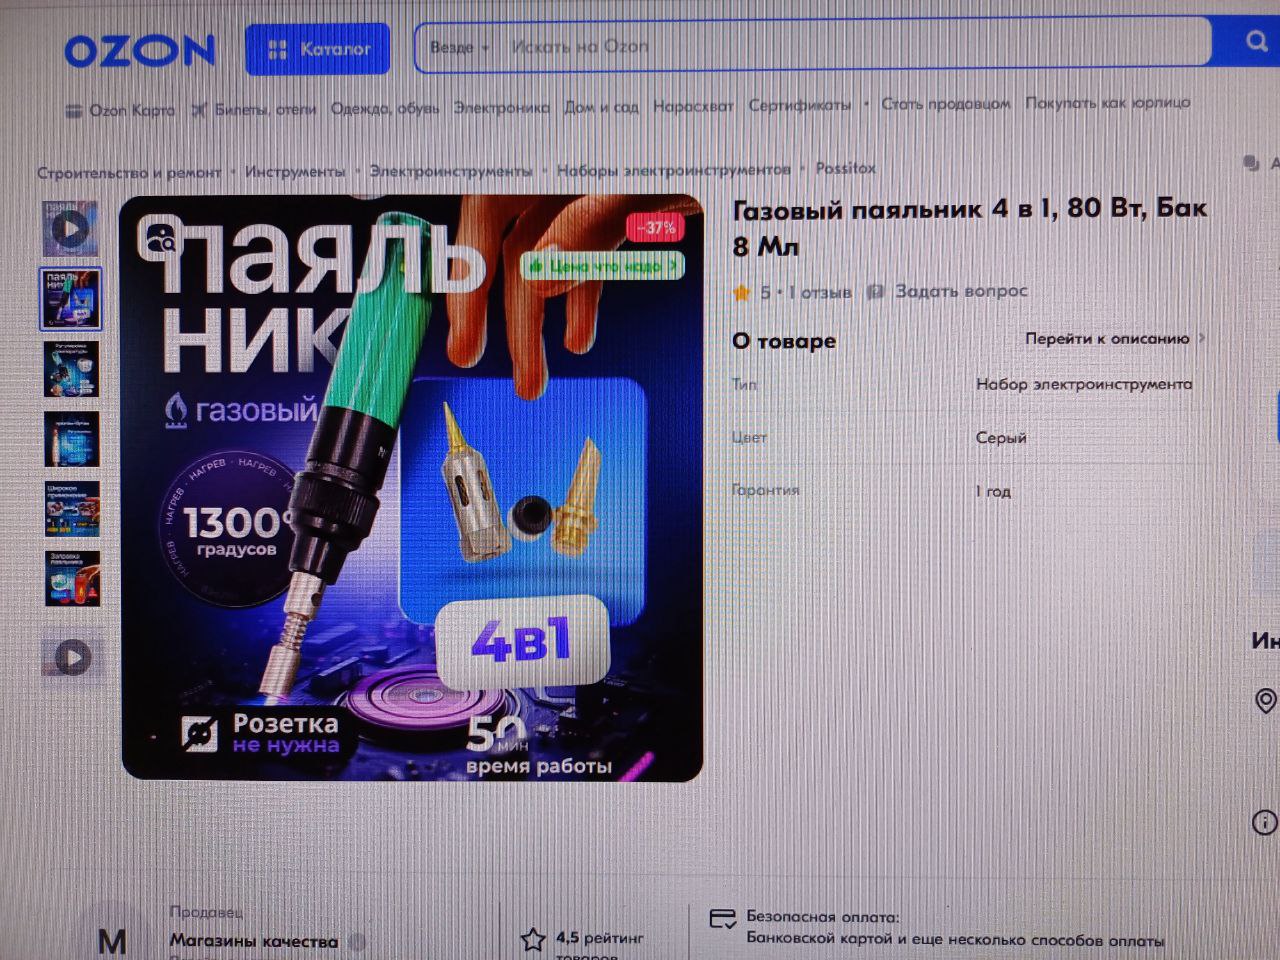 OZON
Каталог
Везде
Искать на Ozon
Ozon Карта Билеты, отели Одежда, обувь Электроника Дом и сад Нарасхват Сертификаты • Стать продавцом Покупать как юрлицо
Строительство и ремонт • Инструменты • Электроинструменты • Наборы электроинструментов • Possitox
паяль
ник
-37%
Цена что надо
газовый
НАГРЕВ · НАГРЕВ · НАГРЕВ
1300°
градусов
4в1
Розетка
не нужна
50
мин
время работы
Газовый паяльник 4 в 1, 80 Вт, Бак
8 Мл
5 • 1 отзыв Задать вопрос
О товаре
Перейти к описанию
Тип
Набор электроинструмента
Цвет
Серый
Гарантия
1 год
Ин
М
Продавец
Магазины качества
4,5 рейтинг
товаров
Безопасная оплата:
Банковской картой и еще несколько способов оплаты